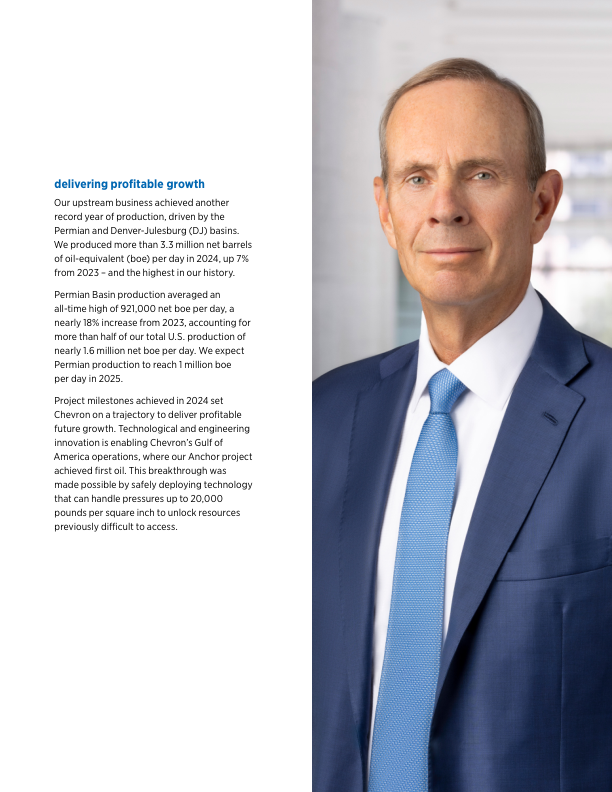 delivering profitable growth
Our upstream business achieved another
record year of production, driven by the
Permian and Denver-Julesburg (DJ) basins.
We produced more than 3.3 million net barrels
of oil-equivalent (boe) per day in 2024, up 7%
from 2023 – and the highest in our history.
Permian Basin production averaged an
all-time high of 921,000 net boe per day, a
nearly 18% increase from 2023, accounting for
more than half of our total U.S. production of
nearly 1.6 million net boe per day. We expect
Permian production to reach 1 million boe
per day in 2025.
Project milestones achieved in 2024 set
Chevron on a trajectory to deliver profitable
future growth. Technological and engineering
innovation is enabling Chevron’s Gulf of
America operations, where our Anchor project
achieved first oil. This breakthrough was
made possible by safely deploying technology
that can handle pressures up to 20,000
pounds per square inch to unlock resources
previously difficult to access.